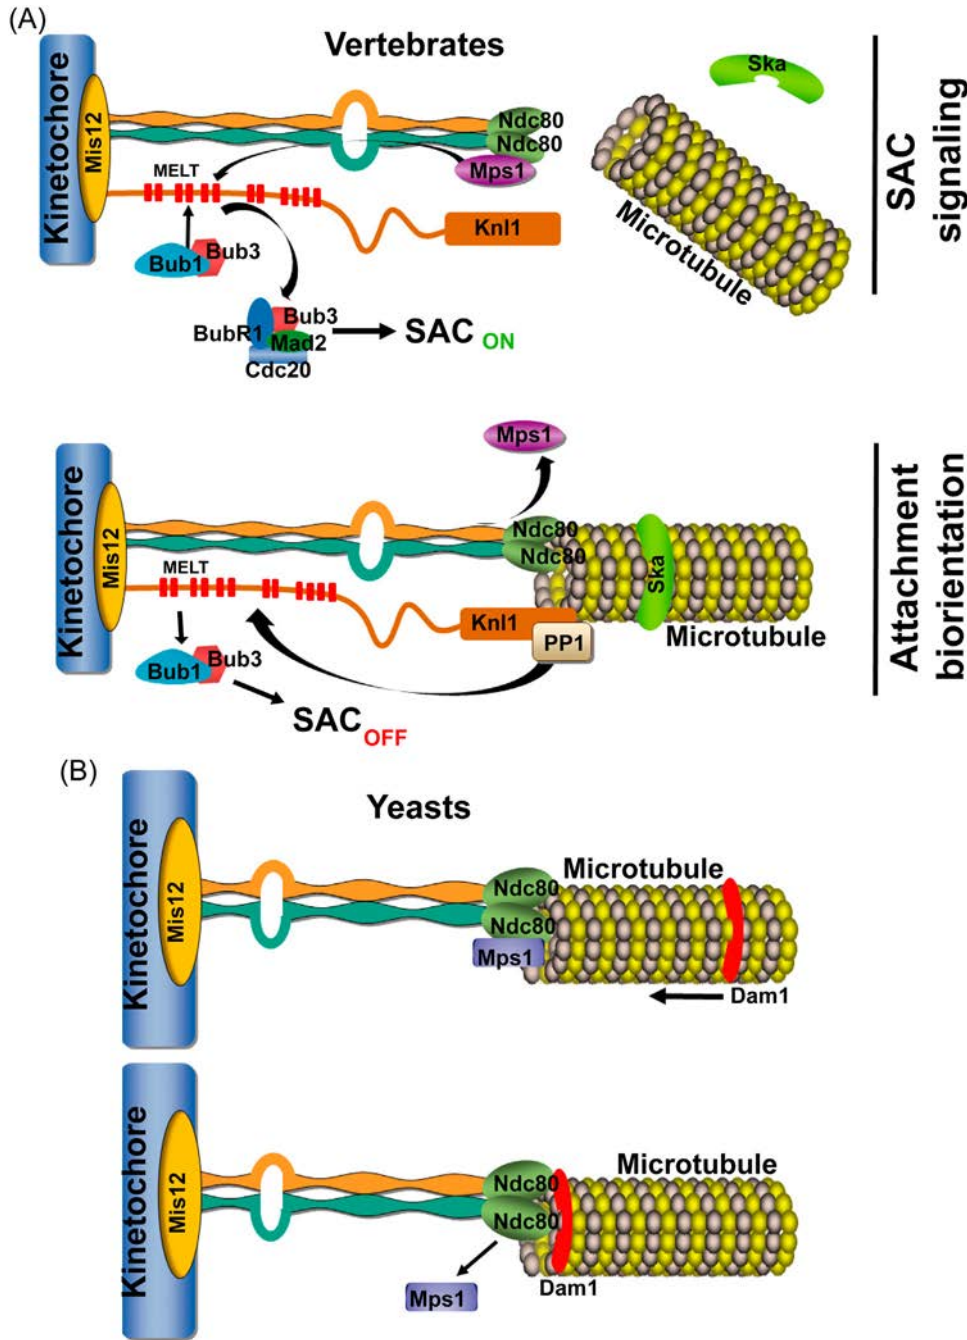 (A)
Vertebrates
Kinetochore
Mis12
Ndc80
Ndc80
Mps1
MELT
Knl1
Bub1
Bub3
BubR1
Bub3
Mad2
Cdc20
SAC ON
Ska
Microtubule
SAC
signaling
Kinetochore
Mis12
Mps1
Ndc80
Ndc80
MELT
Knl1
PP1
Ska
Microtubule
Bub1
Bub3
SAC OFF
Attachment
biorientation
(B)
Yeasts
Kinetochore
Mis12
Ndc80
Ndc80
Mps1
Microtubule
Dam1
Kinetochore
Mis12
Ndc80
Ndc80
Mps1
Microtubule
Dam1